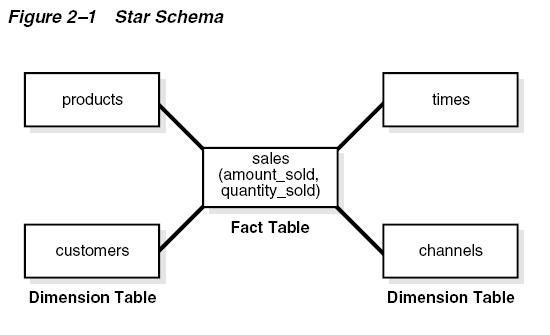 Figure 2–1 Star Schema
products
times
sales
(amount_sold,
quantity_sold)
Fact Table
customers
channels
Dimension Table
Dimension Table